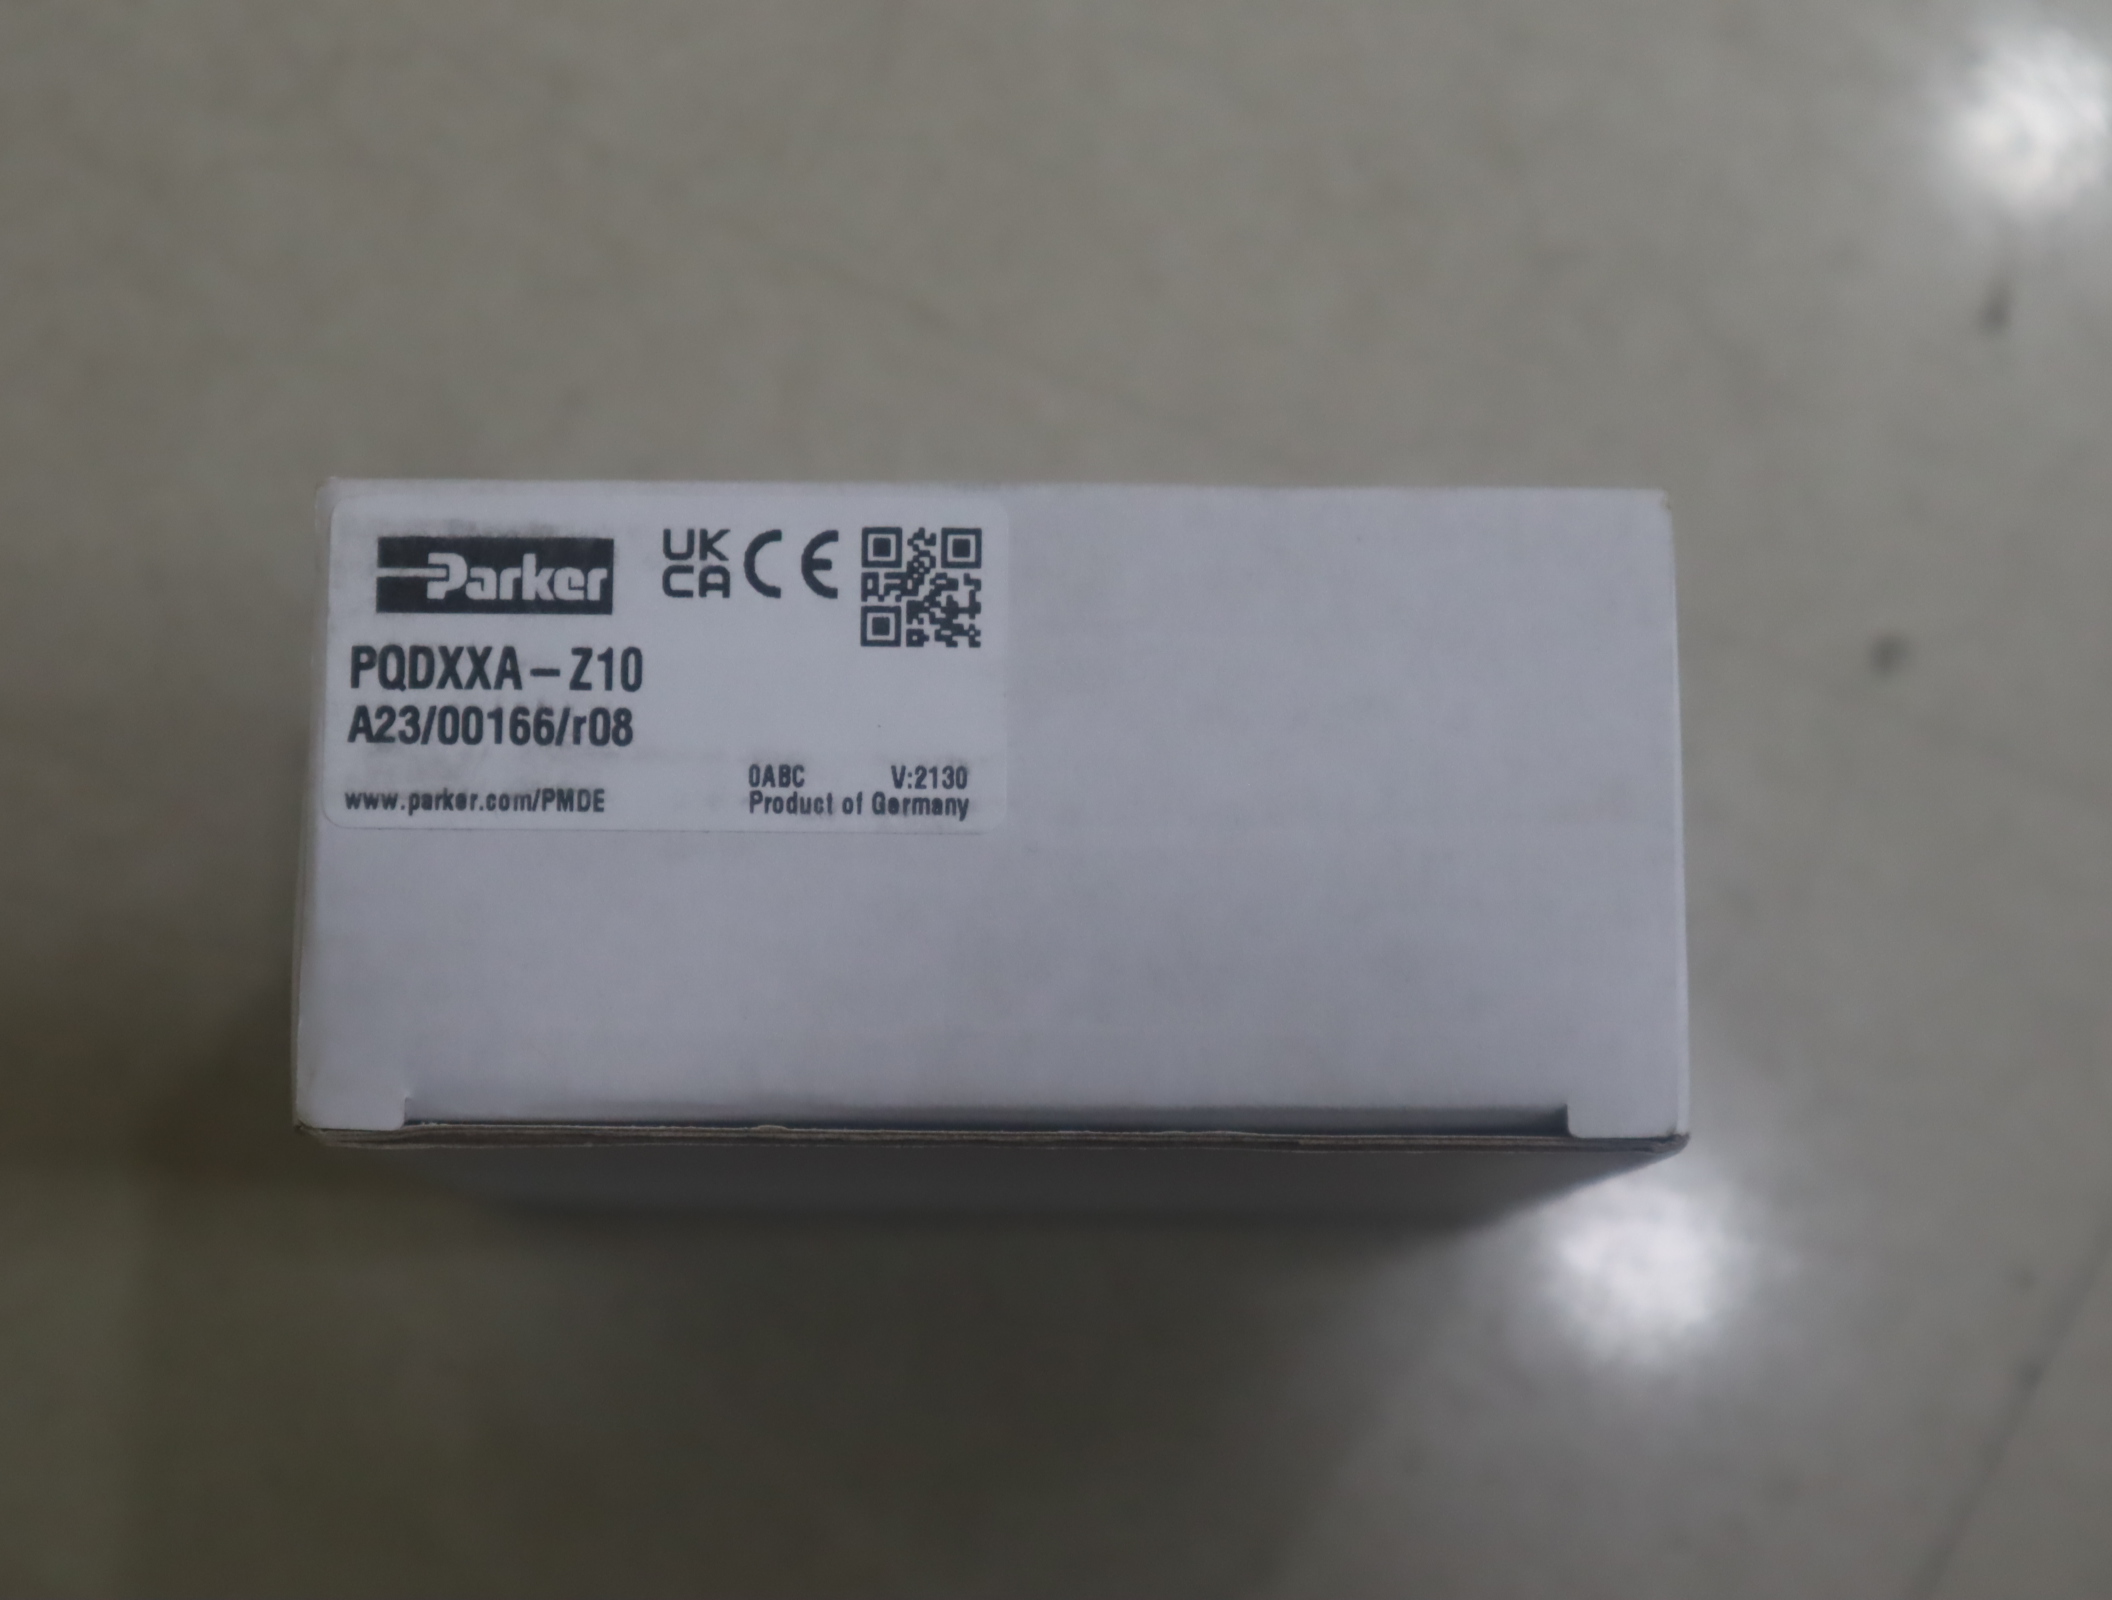 Parker
UK
CA
CE
PQDXXA-Z10
A23/00166/r08
0ABC V:2130
www.parker.com/PMDE Product of Germany